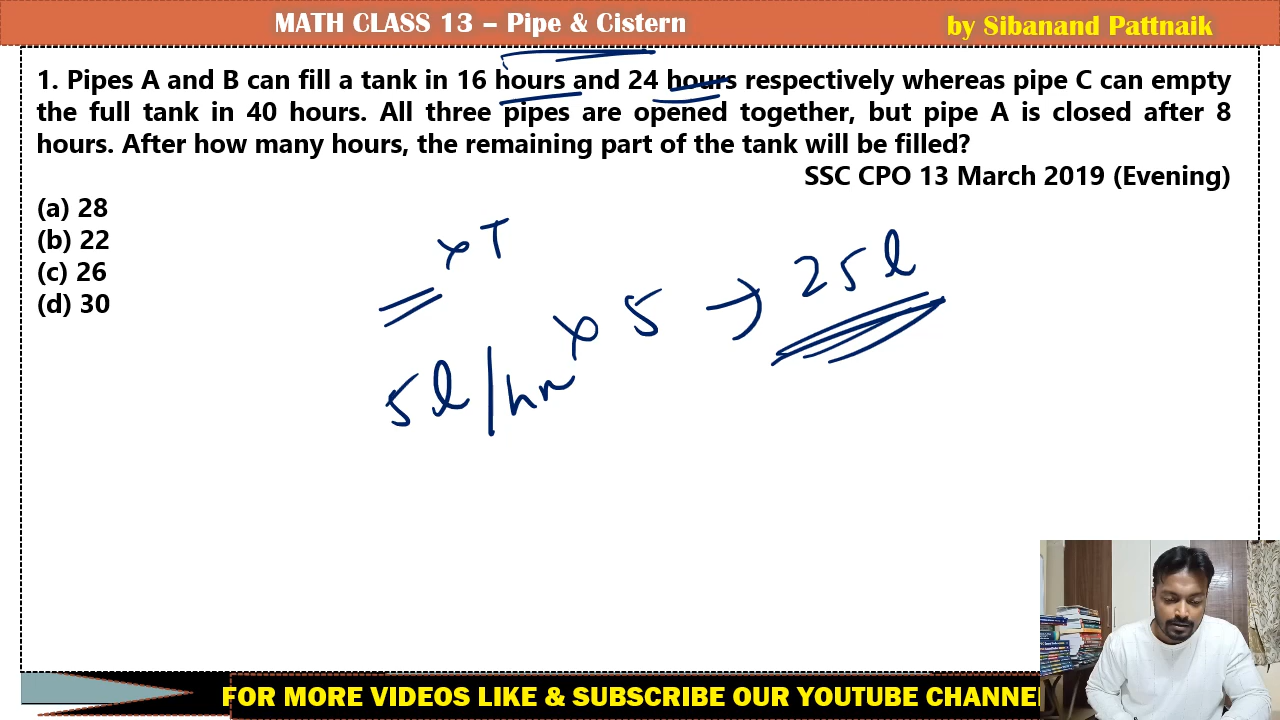 MATH CLASS 13 – Pipe & Cistern
by Sibanand Pattnaik
1. Pipes A and B can fill a tank in 16 hours and 24 hours respectively whereas pipe C can empty
the full tank in 40 hours. All three pipes are opened together, but pipe A is closed after 8
hours. After how many hours, the remaining part of the tank will be filled?
SSC CPO 13 March 2019 (Evening)
(a) 28
(b) 22
(c) 26
(d) 30
x T
5l/hr x 5 → 25l
FOR MORE VIDEOS LIKE & SUBSCRIBE OUR YOUTUBE CHANNE